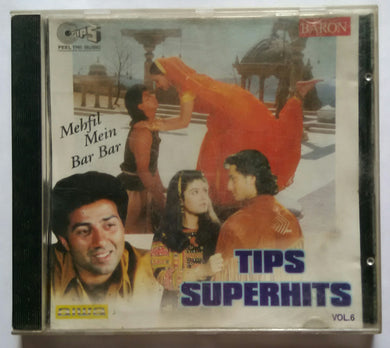 TIPS
FEEL THE MUSIC
BARON
Mehfil
Mein
Bar Bar
TIPS
SUPERHITS
VOL.6